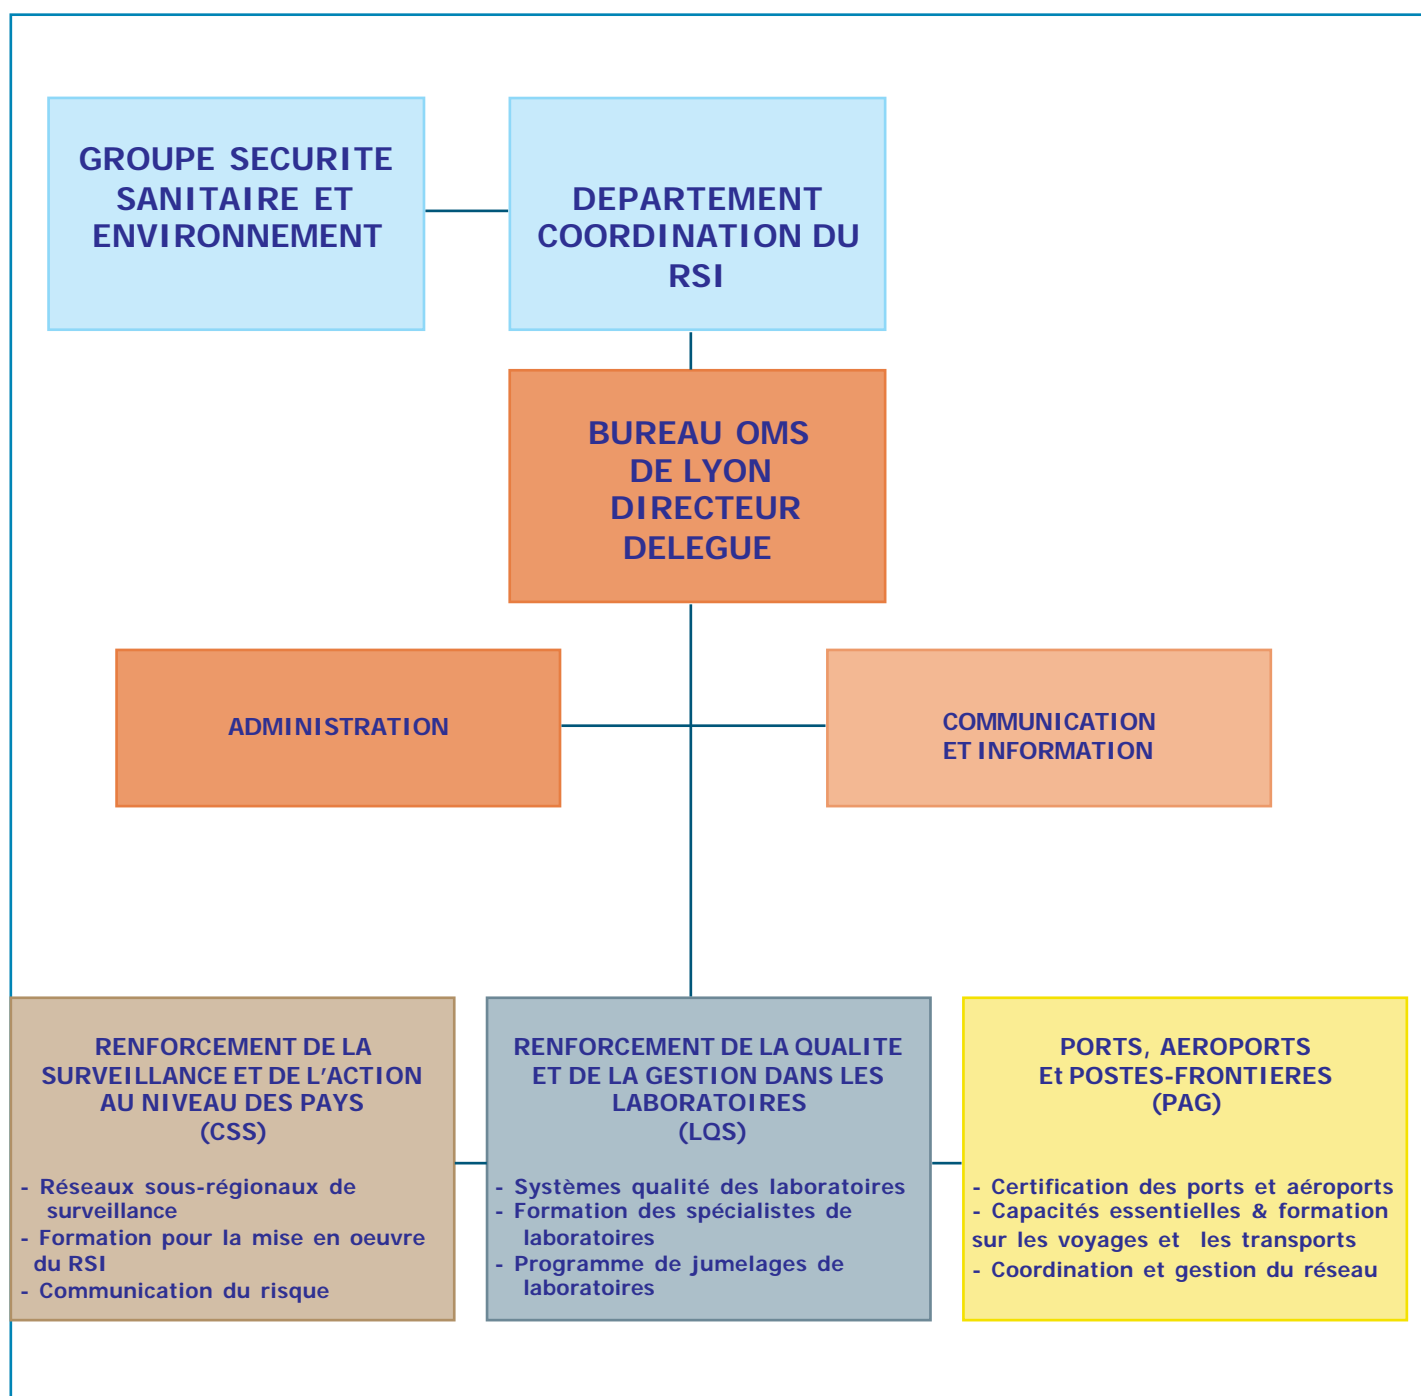 GROUPE SECURITE
SANITAIRE ET
ENVIRONNEMENT
DEPARTEMENT
COORDINATION DU
RSI
BUREAU OMS
DE LYON
DIRECTEUR
DELEGUE
ADMINISTRATION
COMMUNICATION
ET INFORMATION
RENFORCEMENT DE LA
SURVEILLANCE ET DE L'ACTION
AU NIVEAU DES PAYS
(CSS)
- Réseaux sous-régionaux de
surveillance
- Formation pour la mise en oeuvre
du RSI
- Communication du risque
RENFORCEMENT DE LA QUALITE
ET DE LA GESTION DANS LES
LABORATOIRES
(LQS)
- Systèmes qualité des laboratoires
- Formation des spécialistes de
laboratoires
- Programme de jumelages de
laboratoires
PORTS, AEROPORTS
Et POSTES-FRONTIERES
(PAG)
- Certification des ports et aéroports
- Capacités essentielles & formation
sur les voyages et les transports
- Coordination et gestion du réseau